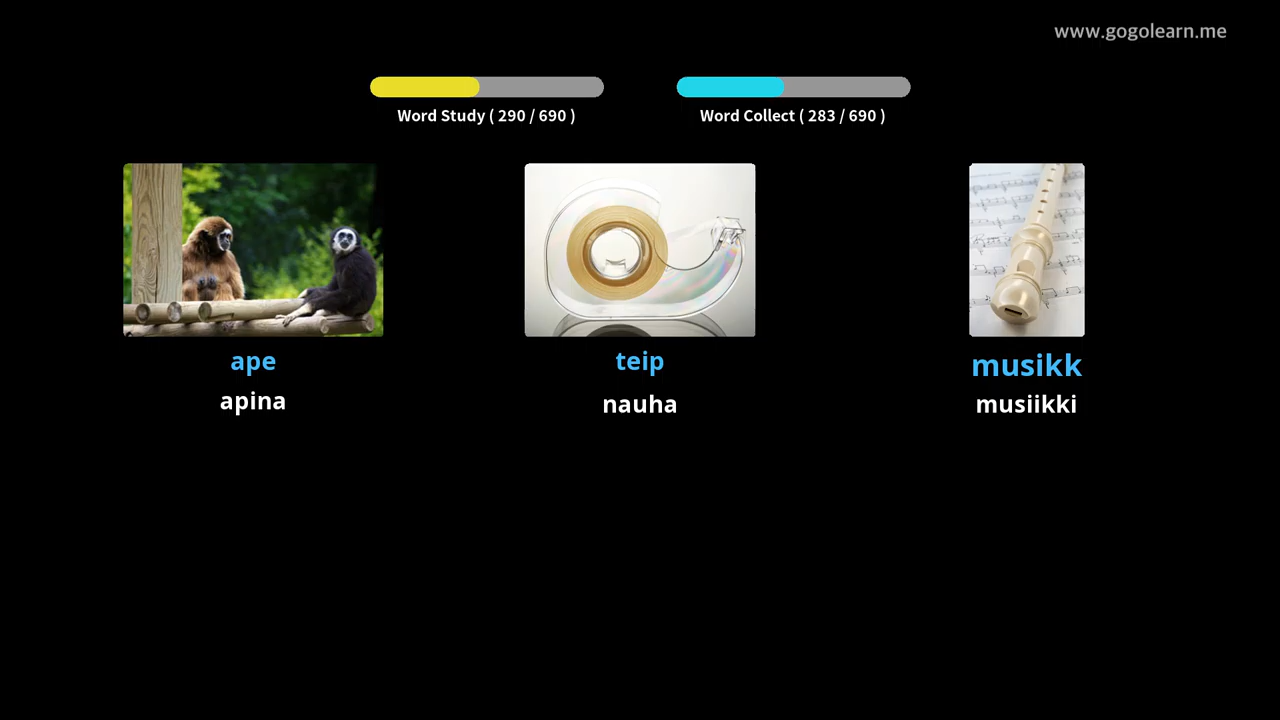 www.gogolearn.me
Word Study ( 290 / 690 )
Word Collect ( 283 / 690 )
ape
teip
musikk
apina
nauha
musiikki